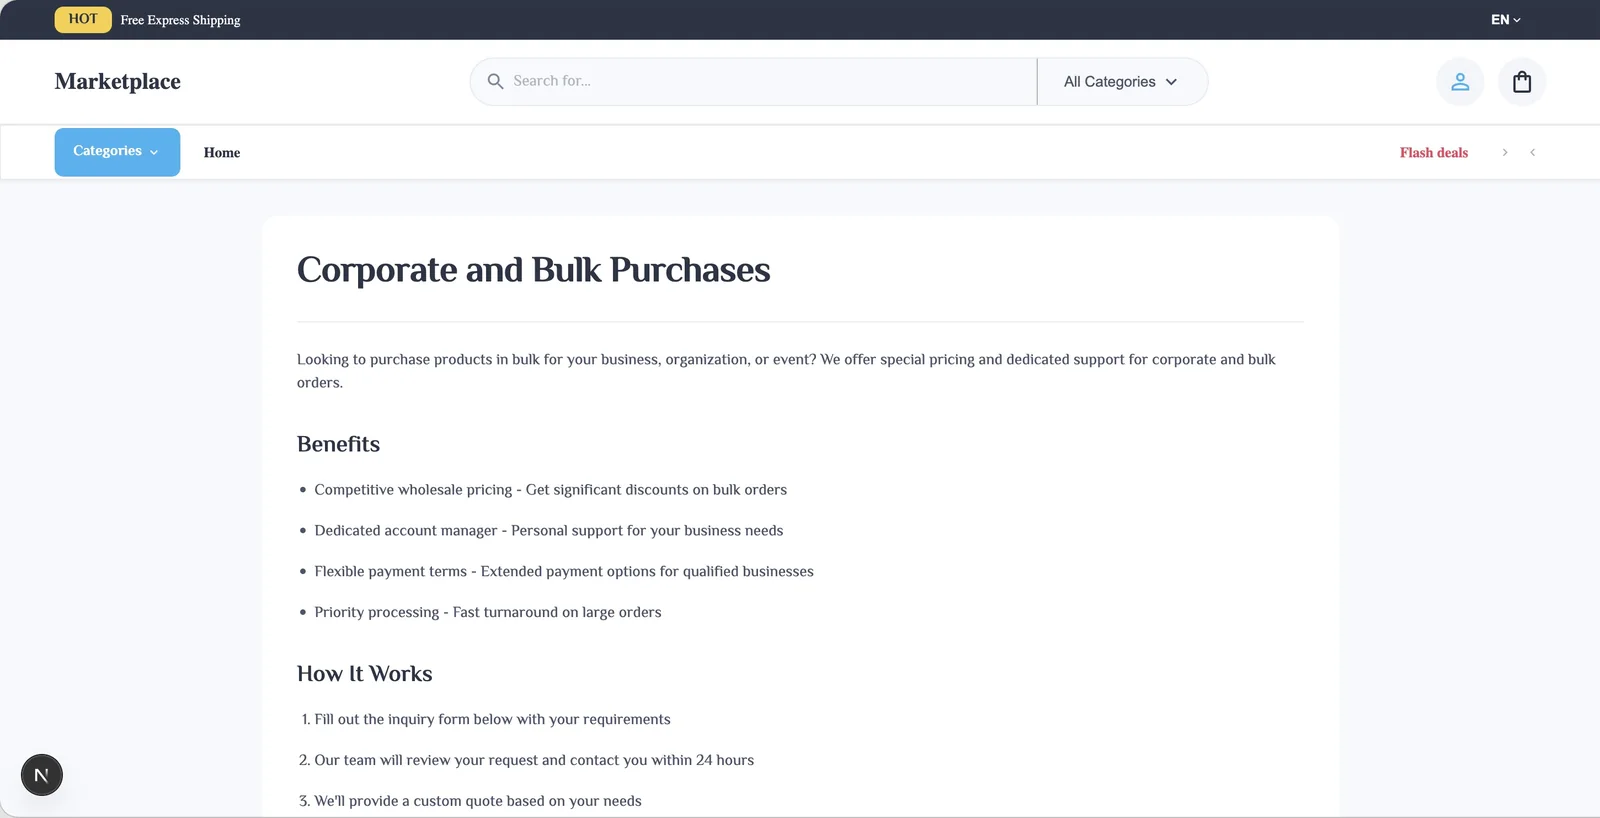 HOT Free Express Shipping EN
Marketplace Search for... All Categories
Categories Home Flash deals
Corporate and Bulk Purchases
Looking to purchase products in bulk for your business, organization, or event? We offer special pricing and dedicated support for corporate and bulk
orders.
Benefits
• Competitive wholesale pricing - Get significant discounts on bulk orders
• Dedicated account manager - Personal support for your business needs
• Flexible payment terms - Extended payment options for qualified businesses
• Priority processing - Fast turnaround on large orders
How It Works
1. Fill out the inquiry form below with your requirements
2. Our team will review your request and contact you within 24 hours
3. We'll provide a custom quote based on your needs
N